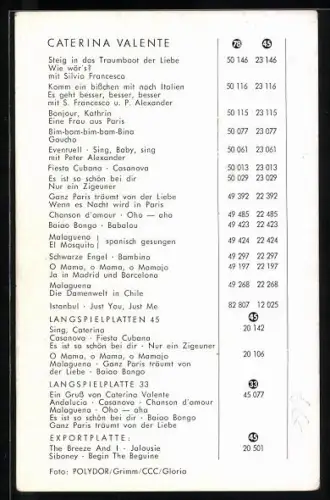 CATERINA VALENTE 78 45
Steig in das Traumboot der Liebe 50 146 23 146
Wie wär's?
mit Silvio Francesco
Komm ein bißchen mit nach Italien 50 116 23 116
Es geht besser, besser, besser
mit S. Francesco u. P. Alexander
Bonjour, Kathrin 50 115 23 115
Eine Frau aus Paris
Bim-bam-bim-bam-Bina 50 077 23 077
Gaucho
Eventuell · Sing, Baby, sing 50 061 23 061
mit Peter Alexander
Fiesta Cubana · Casanova 50 013 23 013
Es ist so schön bei dir 50 029 23 029
Nur ein Zigeuner
Ganz Paris träumt von der Liebe 49 392 22 392
Wenn es Nacht wird in Paris
Chanson d'amour · Oho — aha 49 485 22 485
Baiao Bongo · Babalou 49 423 22 423
Malaguena | spanisch gesungen 49 424 22 424
El Mosquito
Schwarze Engel · Bambino 49 297 22 297
O Mama, o Mama, o Mamajo 49 197 22 197
Ja in Madrid und Barcelona
Malaguena 49 268 22 268
Die Damenwelt in Chile
Istanbul · Just You, Just Me 82 807 12 025
LANGSPIELPLATTEN 45 45
Sing, Caterina 20 142
Casanova · Fiesta Cubana
Es ist so schön bei dir · Nur ein Zigeuner
O Mama, o Mama, o Mamajo 20 106
Malaguena · Ganz Paris träumt von
der Liebe · Baiao Bongo
LANGSPIELPLATTE 33 33
Ein Gruß von Caterina Valente 45 077
Andalucia · Casanova · Chanson d'amour
Malaguena · Oho — aha
Es ist so schön bei dir · Baiao Bongo
Ganz Paris träumt von der Liebe
EXPORTPLATTE: 45
The Breeze And I · Jalousie 20 501
Siboney · Begin The Beguine
Foto: POLYDOR/Grimm/CCC/Gloria